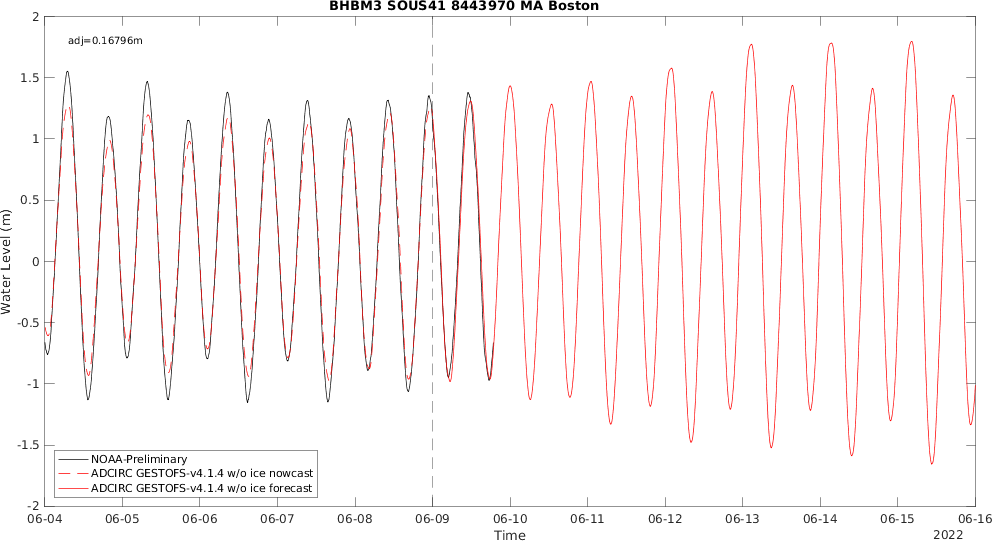 BHBM3 SOUS41 8443970 MA Boston
adj=0.16796m
2
1.5
1
0.5
0
-0.5
-1
-1.5
-2
Water Level (m)
NOAA-Preliminary
ADCIRC GESTOFS-v4.1.4 w/o ice nowcast
ADCIRC GESTOFS-v4.1.4 w/o ice forecast
06-04 06-05 06-06 06-07 06-08 06-09 06-10 06-11 06-12 06-13 06-14 06-15 06-16
Time
2022